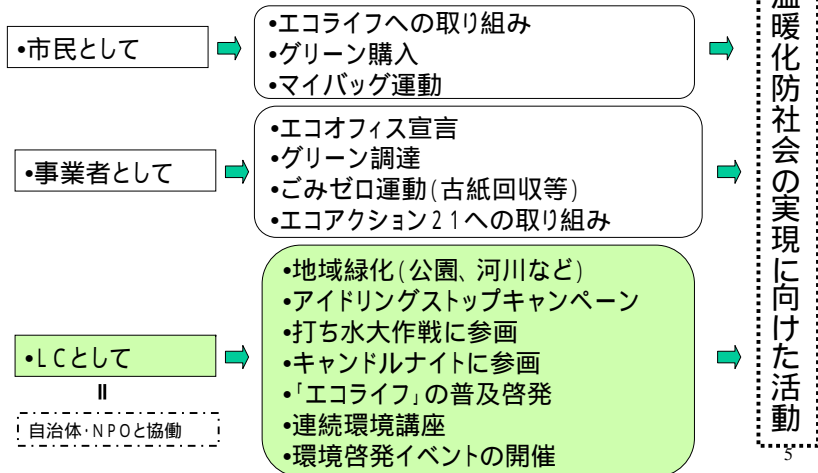 •市民として
•エコライフへの取り組み
•グリーン購入
•マイバッグ運動
•事業者として
•エコオフィス宣言
•グリーン調達
•ごみゼロ運動(古紙回収等)
•エコアクション21への取り組み
•LCとして
=
自治体・NPOと協働
•地域緑化(公園、河川など)
•アイドリングストップキャンペーン
•打ち水大作戦に参画
•キャンドルナイトに参画
•「エコライフ」の普及啓発
•連続環境講座
•環境啓発イベントの開催
暖化防社会の実現に向けた活動
5